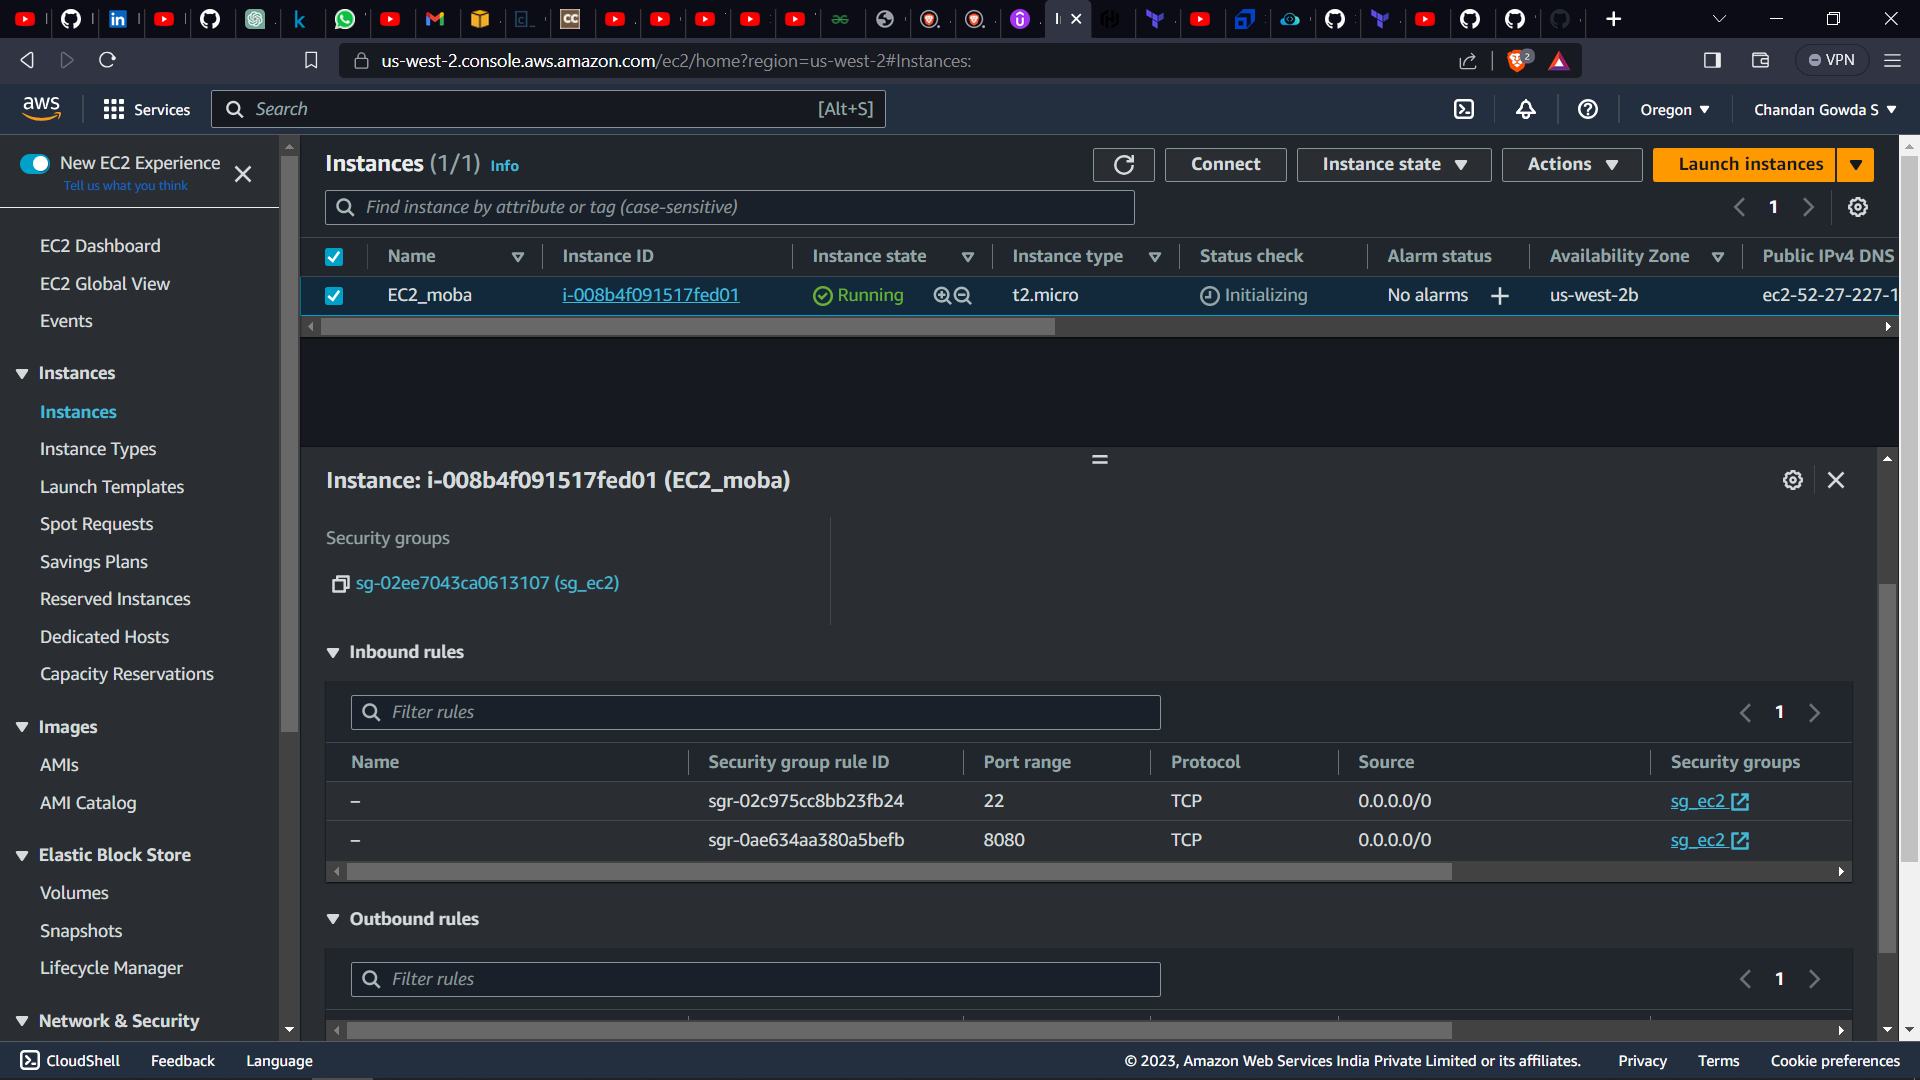 us-west-2.console.aws.amazon.com/ec2/home?region=us-west-2#Instances:
2
VPN
aws
Services
Search
[Alt+S]
Oregon
Chandan Gowda S
New EC2 Experience
Tell us what you think
EC2 Dashboard
EC2 Global View
Events
Instances
Instances
Instance Types
Launch Templates
Spot Requests
Savings Plans
Reserved Instances
Dedicated Hosts
Capacity Reservations
Images
AMIs
AMI Catalog
Elastic Block Store
Volumes
Snapshots
Lifecycle Manager
Network & Security
Instances (1/1) Info
Connect
Instance state
Actions
Launch instances
Find instance by attribute or tag (case-sensitive)
1
Name Instance ID Instance state Instance type Status check Alarm status Availability Zone Public IPv4 DNS
EC2_moba i-008b4f091517fed01 Running t2.micro Initializing No alarms + us-west-2b ec2-52-27-227-1
Instance: i-008b4f091517fed01 (EC2_moba)
Security groups
sg-02ee7043ca0613107 (sg_ec2)
Inbound rules
Filter rules
1
Name Security group rule ID Port range Protocol Source Security groups
– sgr-02c975cc8bb23fb24 22 TCP 0.0.0.0/0 sg_ec2
– sgr-0ae634aa380a5befb 8080 TCP 0.0.0.0/0 sg_ec2
Outbound rules
Filter rules
1
CloudShell Feedback Language
© 2023, Amazon Web Services India Private Limited or its affiliates. Privacy Terms Cookie preferences